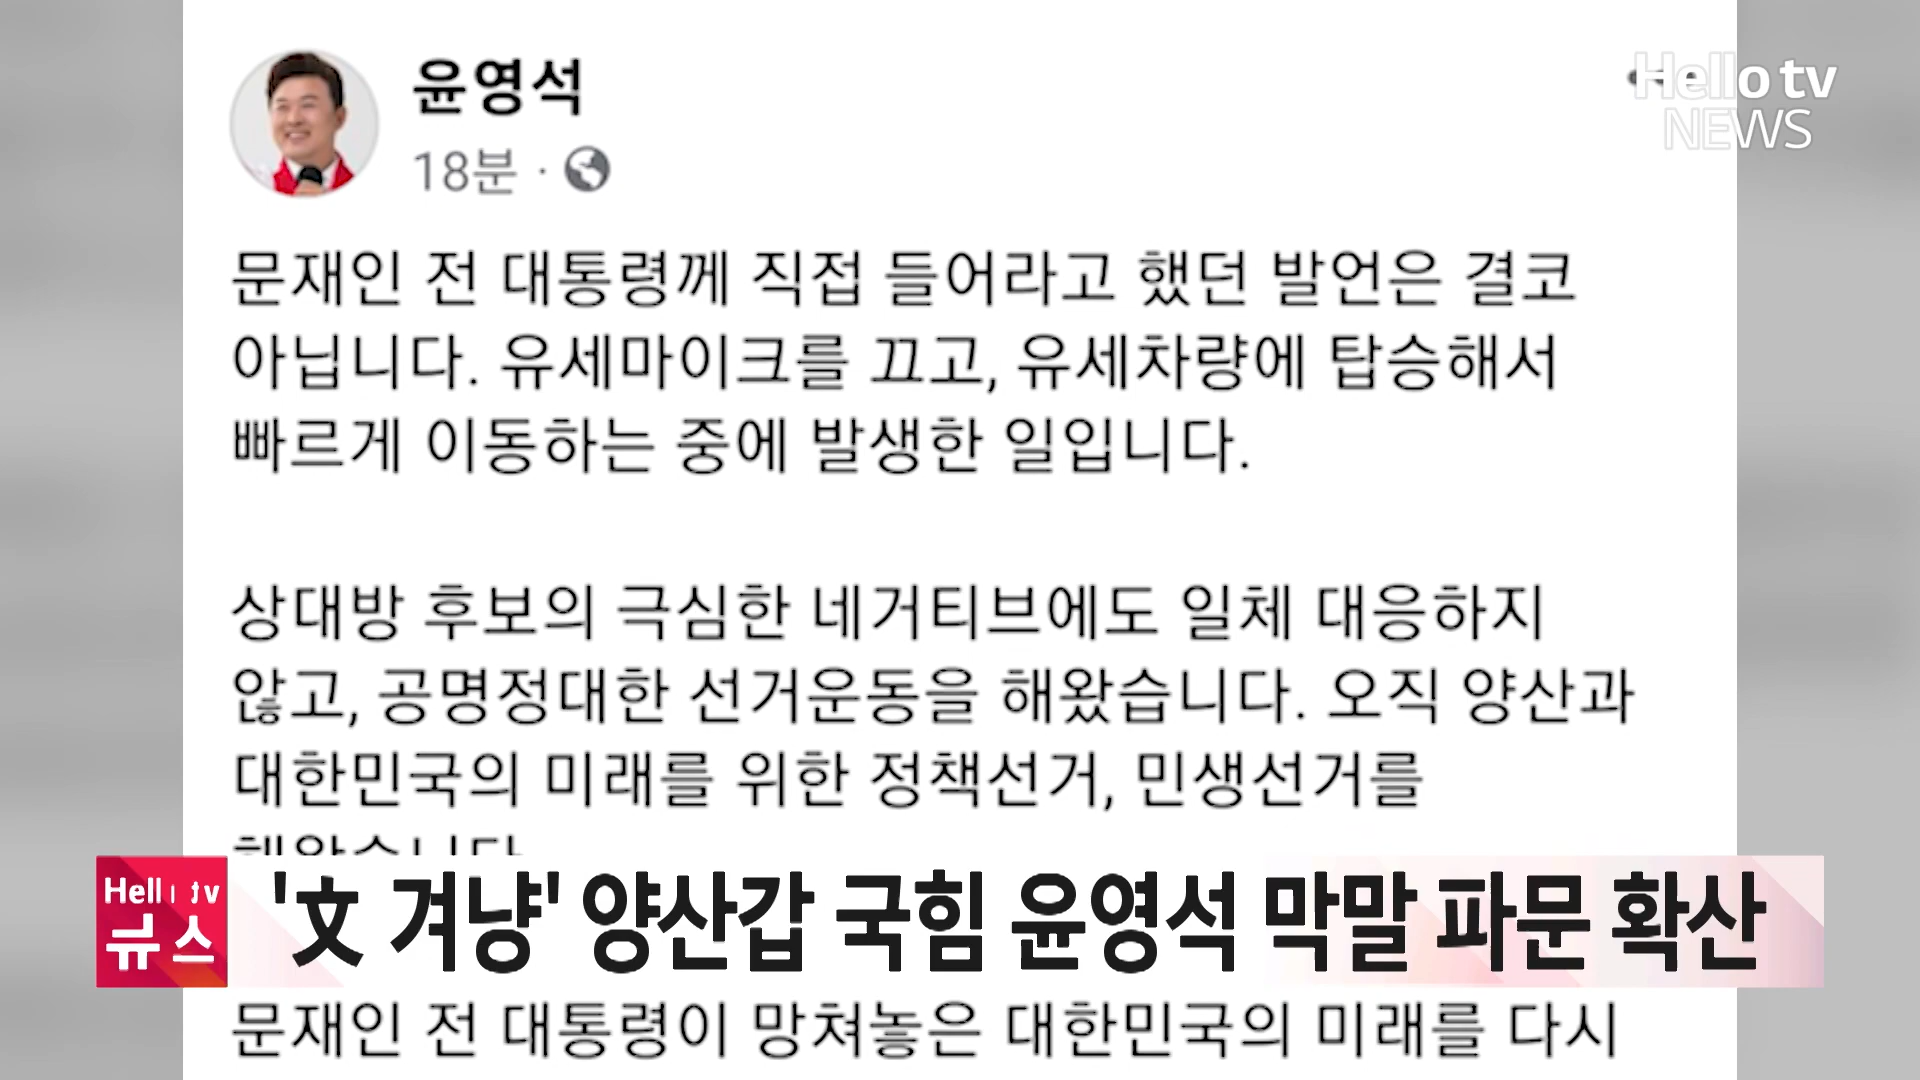 윤영석
18분 ·
Hello tv
NEWS
문재인 전 대통령께 직접 들어라고 했던 발언은 결코
아닙니다. 유세마이크를 끄고, 유세차량에 탑승해서
빠르게 이동하는 중에 발생한 일입니다.
상대방 후보의 극심한 네거티브에도 일체 대응하지
않고, 공명정대한 선거운동을 해왔습니다. 오직 양산과
대한민국의 미래를 위한 정책선거, 민생선거를
해왔습니다
Hello tv
뉴스
'文 겨냥' 양산갑 국힘 윤영석 막말 파문 확산
문재인 전 대통령이 망쳐놓은 대한민국의 미래를 다시